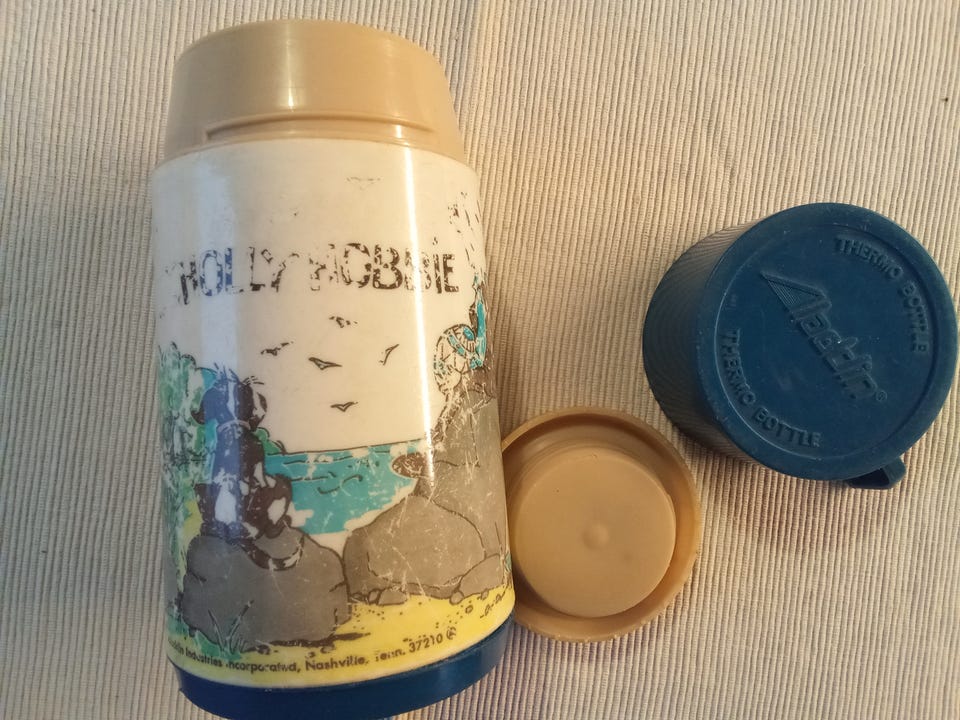 HOLLY HOBBIE
Industries Incorporated, Nashville, Tenn. 37210 ®
THERMO BOTTLE
Aladdin®
THERMO BOTTLE